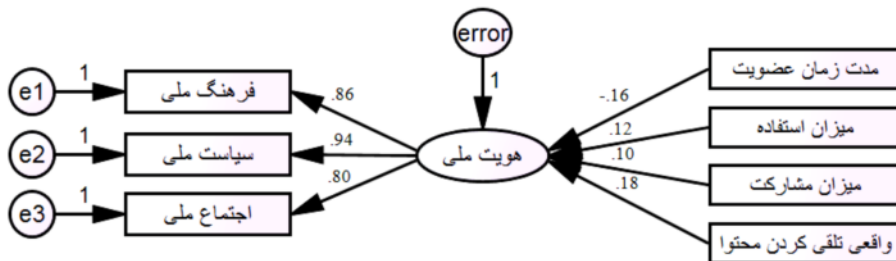 error
1
e1
1
فرهنگ ملی
.86
e2
1
سیاست ملی
.94
e3
1
اجتماع ملی
.80
هویت ملی
-.16
مدت زمان عضویت
.12
میزان استفاده
.10
میزان مشارکت
.18
واقعی تلقی کردن محتوا